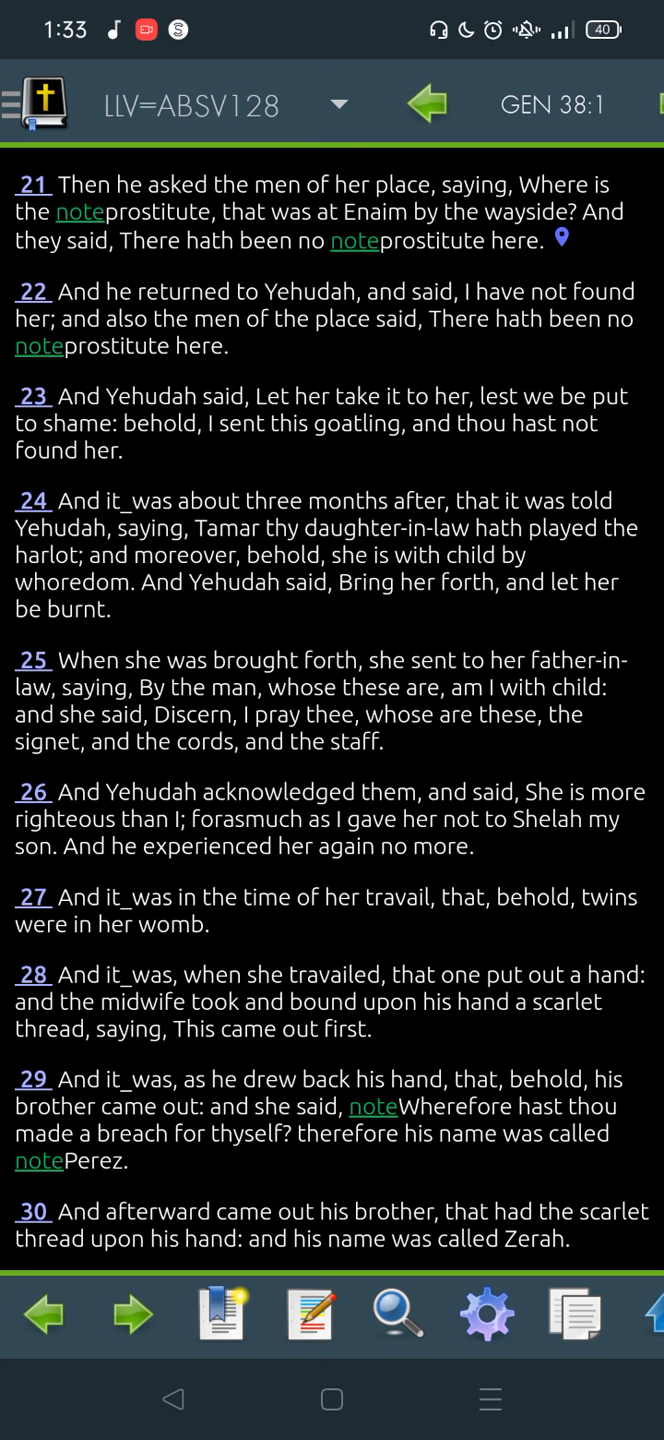 1:33
40
LLV=ABSV128
GEN 38:1
21 Then he asked the men of her place, saying, Where is
the noteprostitute, that was at Enaim by the wayside? And
they said, There hath been no noteprostitute here.
22 And he returned to Yehudah, and said, I have not found
her; and also the men of the place said, There hath been no
noteprostitute here.
23 And Yehudah said, Let her take it to her, lest we be put
to shame: behold, I sent this goatling, and thou hast not
found her.
24 And it_was about three months after, that it was told
Yehudah, saying, Tamar thy daughter-in-law hath played the
harlot; and moreover, behold, she is with child by
whoredom. And Yehudah said, Bring her forth, and let her
be burnt.
25 When she was brought forth, she sent to her father-in-
law, saying, By the man, whose these are, am I with child:
and she said, Discern, I pray thee, whose are these, the
signet, and the cords, and the staff.
26 And Yehudah acknowledged them, and said, She is more
righteous than I; forasmuch as I gave her not to Shelah my
son. And he experienced her again no more.
27 And it_was in the time of her travail, that, behold, twins
were in her womb.
28 And it_was, when she travailed, that one put out a hand:
and the midwife took and bound upon his hand a scarlet
thread, saying, This came out first.
29 And it_was, as he drew back his hand, that, behold, his
brother came out: and she said, noteWherefore hast thou
made a breach for thyself? therefore his name was called
notePerez.
30 And afterward came out his brother, that had the scarlet
thread upon his hand: and his name was called Zerah.